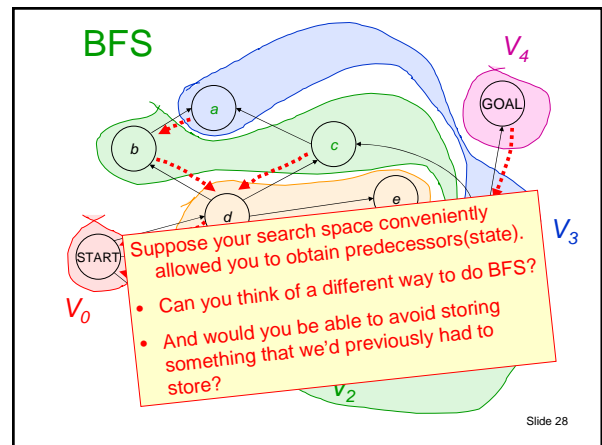 BFS
V4
a
GOAL
b
c
d
e
START
V3
V0
Suppose your search space conveniently
allowed you to obtain predecessors(state).
• Can you think of a different way to do BFS?
• And would you be able to avoid storing
something that we'd previously had to
store?
V2
Slide 28